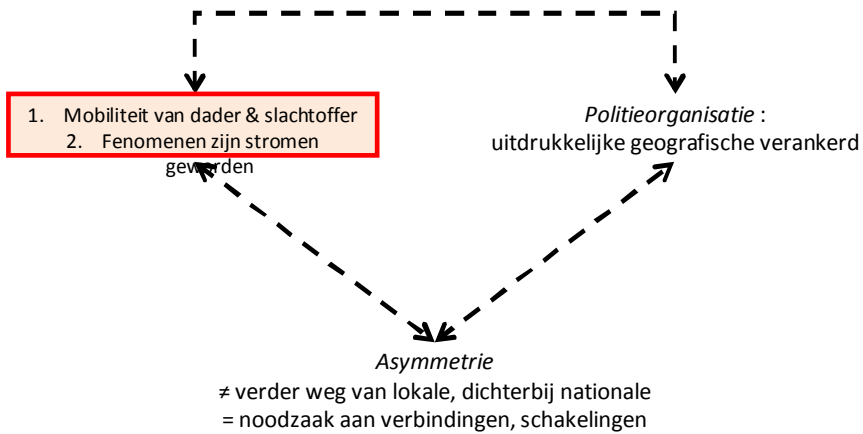 1. Mobiliteit van dader & slachtoffer
2. Fenomenen zijn stromen
geworden
Politieorganisatie :
uitdrukkelijke geografische verankerd
Asymmetrie
≠ verder weg van lokale, dichterbij nationale
= noodzaak aan verbindingen, schakelingen